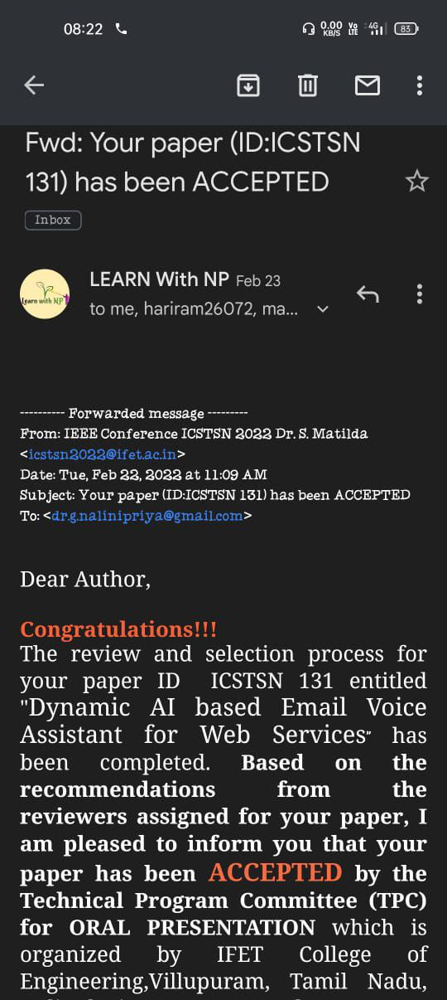 08:22
0.00 KB/S Vo LTE 4G 83
Fwd: Your paper (ID:ICSTSN
131) has been ACCEPTED
Inbox
LEARN With NP Feb 23
Learn with NP
to me, hariram26072, ma...
---------- Forwarded message ---------
From: IEEE Conference ICSTSN 2022 Dr. S. Matilda
<icstsn2022@ifet.ac.in>
Date: Tue, Feb 22, 2022 at 11:09 AM
Subject: Your paper (ID:ICSTSN 131) has been ACCEPTED
To: <dr.g.nalinipriya@gmail.com>
Dear Author,
Congratulations!!!
The review and selection process for
your paper ID ICSTSN 131 entitled
"Dynamic AI based Email Voice
Assistant for Web Services" has
been completed. Based on the
recommendations from the
reviewers assigned for your paper, I
am pleased to inform you that your
paper has been ACCEPTED by the
Technical Program Committee (TPC)
for ORAL PRESENTATION which is
organized by IFET College of
Engineering,Villupuram, Tamil Nadu,